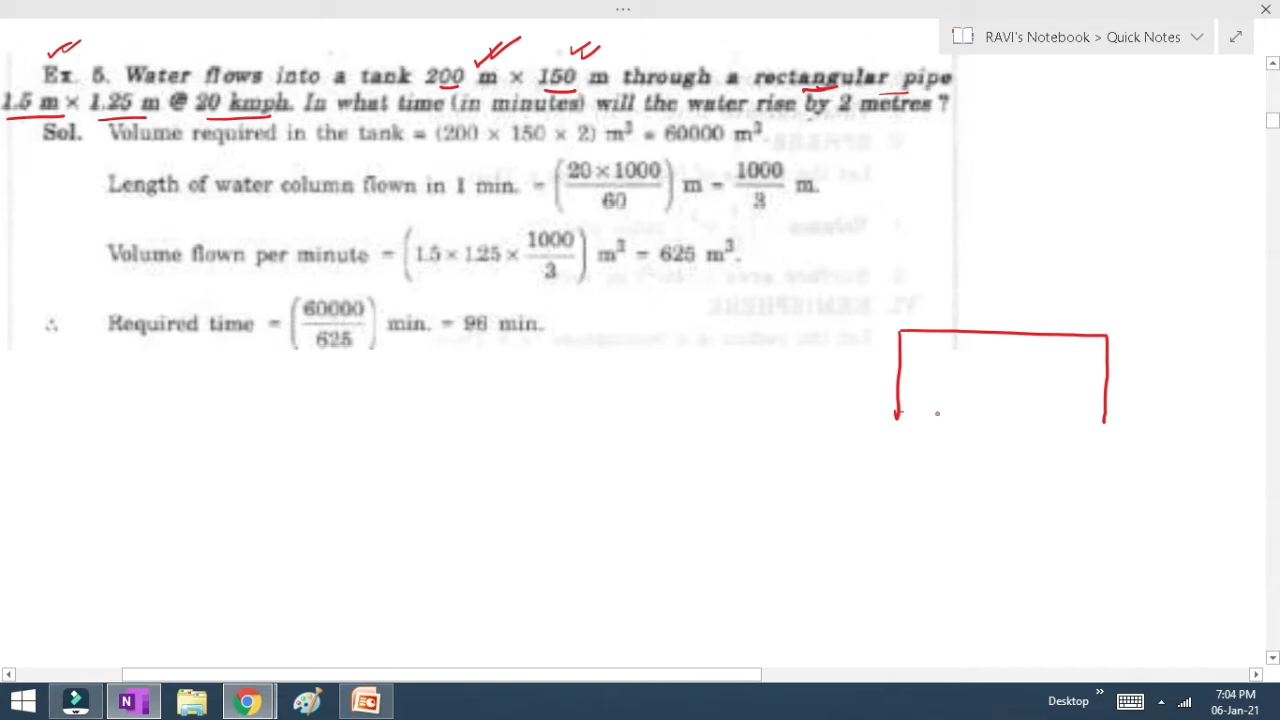 RAVI's Notebook > Quick Notes
Ex. 5. Water flows into a tank 200 m × 150 m through a rectangular pipe
1.5 m × 1.25 m @ 20 kmph. In what time (in minutes) will the water rise by 2 metres ?
Sol. Volume required in the tank = (200 × 150 × 2) m³ = 60000 m³.
Length of water column flown in 1 min. = (20 × 1000 / 60) m = 1000 / 3 m.
Volume flown per minute = (1.5 × 1.25 × 1000 / 3) m³ = 625 m³.
∴ Required time = (60000 / 625) min. = 96 min.
Desktop
7:04 PM
06-Jan-21